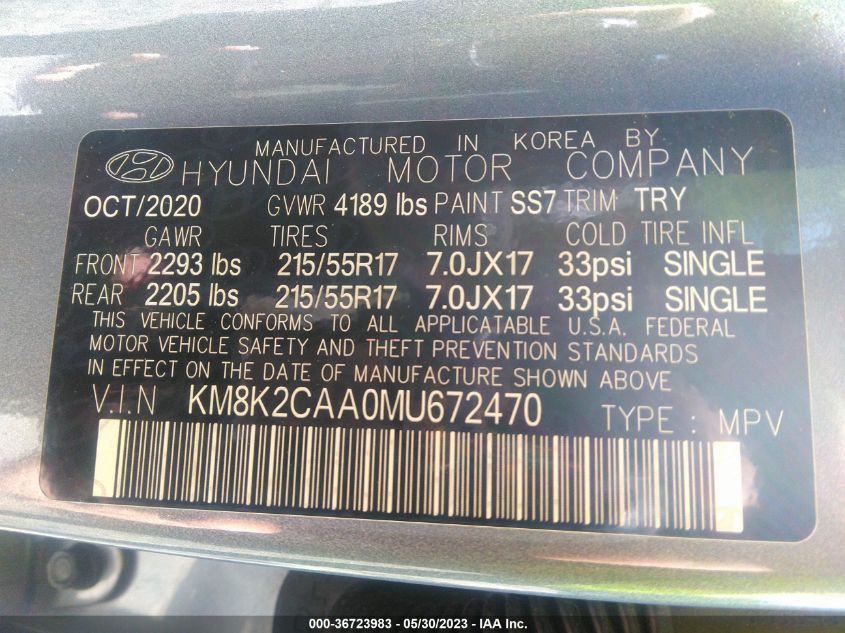 MANUFACTURED IN KOREA BY
HYUNDAI MOTOR COMPANY
OCT/2020 GVWR 4189 lbs PAINT SS7 TRIM TRY
GAWR TIRES RIMS COLD TIRE INFL
FRONT 2293 lbs 215/55R17 7.0JX17 33psi SINGLE
REAR 2205 lbs 215/55R17 7.0JX17 33psi SINGLE
THIS VEHICLE CONFORMS TO ALL APPLICATABLE U.S.A. FEDERAL
MOTOR VEHICLE SAFETY AND THEFT PREVENTION STANDARDS
IN EFFECT ON THE DATE OF MANUFACTURE SHOWN ABOVE
V.I.N KM8K2CAA0MU672470 TYPE : MPV
000-36723983 - 05/30/2023 - IAA Inc.